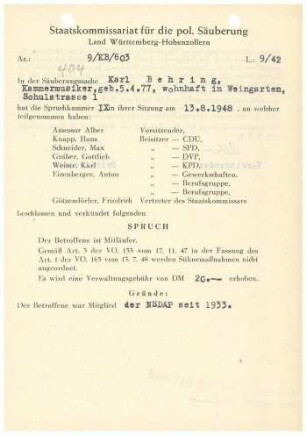 Staatskommissariat für die pol. Säuberung
Land Württemberg-Hohenzollern
Az.: 9/KB/603 L.: 9/42
404
In der Säuberungssache Karl Behring,
Kammermusiker, geb.5.4.77, wohnhaft in Weingarten,
Schulstrasse 1
hat die Spruchkammer IX in ihrer Sitzung am 13.8.1948, an welcher
teilgenommen haben:
Assessor Alber Vorsitzender,
Knapp, Hans Beisitzer — CDU,
Schneider, Max „ — SPD,
Gräber, Gottlieb „ — DVP,
Weiner, Karl „ — KPD,
Eisenberger, Anton „ — Gewerkschaften,
„ — Berufsgruppe,
„ — Berufsgruppe,
Götzendörfer, Friedrich Vertreter des Staatskommissars
beschlossen und verkündet folgenden
SPRUCH
Der Betroffene ist Mitläufer.
Gemäß Art. 3 der VO. 133 vom 17. 11. 47 in der Fassung des
Art. 1 der VO. 165 vom 13. 7. 48 werden Sühnemaßnahmen nicht
angeordnet.
Es wird eine Verwaltungsgebühr von DM 20.-- erhoben.
Gründe:
Der Betroffene war Mitglied der NSDAP seit 1933.